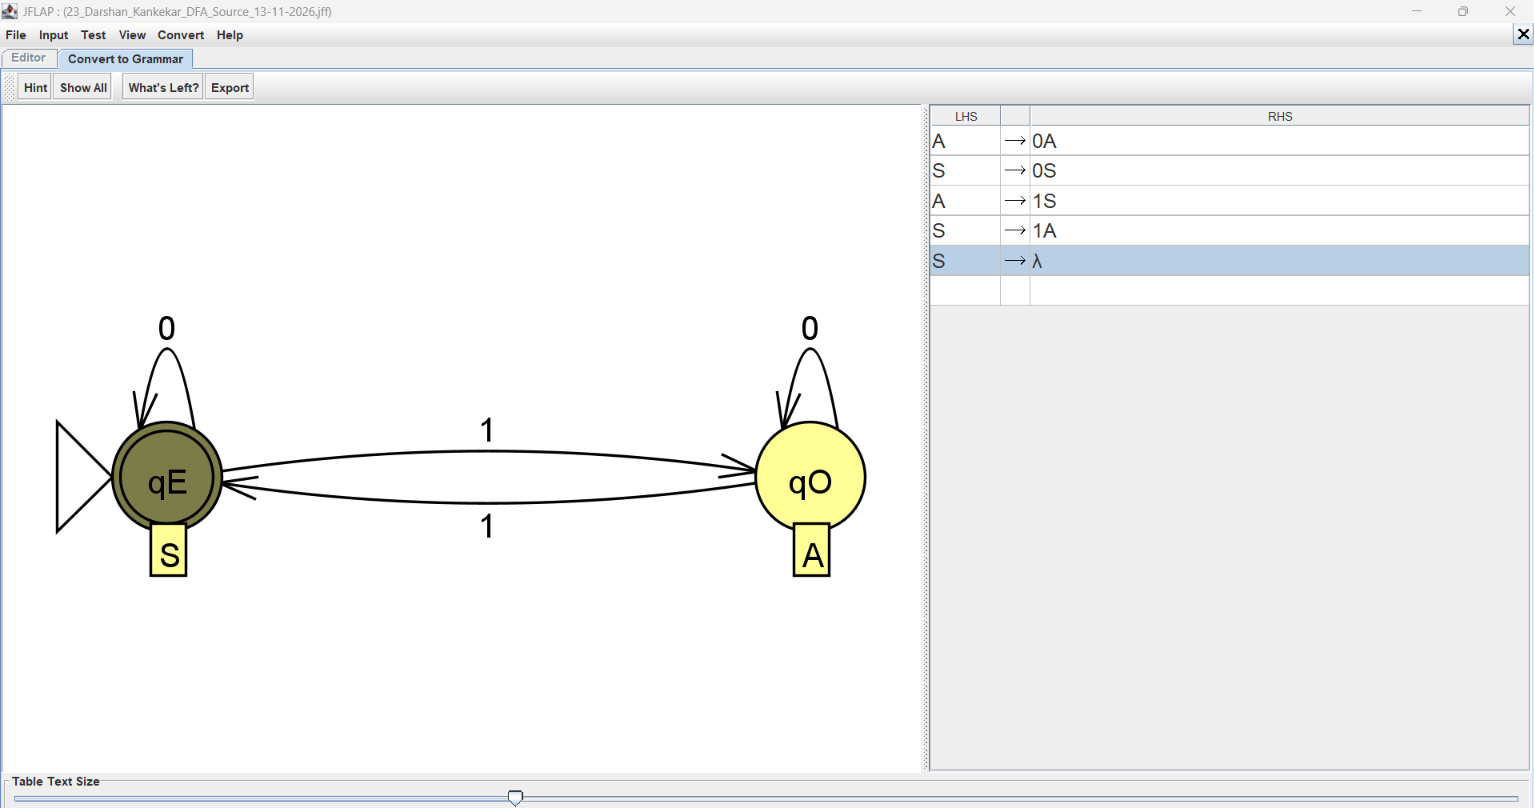 JFLAP : (23_Darshan_Kankekar_DFA_Source_13-11-2026.jff)
File Input Test View Convert Help
Editor Convert to Grammar
Hint Show All What's Left? Export
LHS RHS
A → 0A
S → 0S
A → 1S
S → 1A
S → λ
0 0
1
qE qO
1
S A
Table Text Size